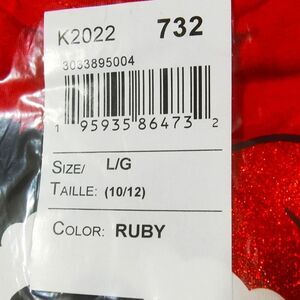 K2022 732
3033895004
1 95935 86473 2
SIZE/ L/G
TAILLE: (10/12)
COLOR: RUBY